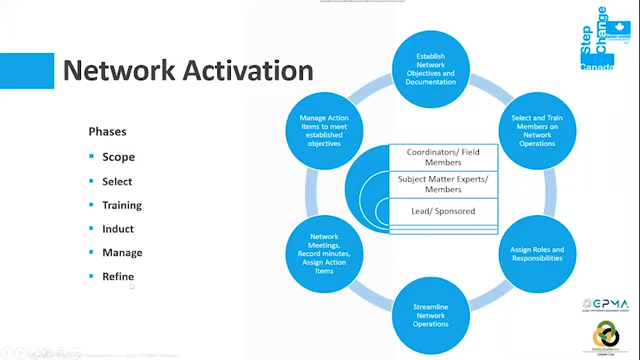 Step
Change
Canada
Network Activation
Phases
Scope
Select
Training
Induct
Manage
Refine
Establish
Network
Objectives and
Documentation
Select and Train
Members on
Network
Operations
Assign Roles and
Responsibilities
Streamline
Network
Operations
Network
Meetings,
Record minutes,
Assign Action
Items
Manage Action
Items to meet
established
objectives
Coordinators/ Field
Members
Subject Matter Experts/
Members
Lead/ Sponsored
GPMA